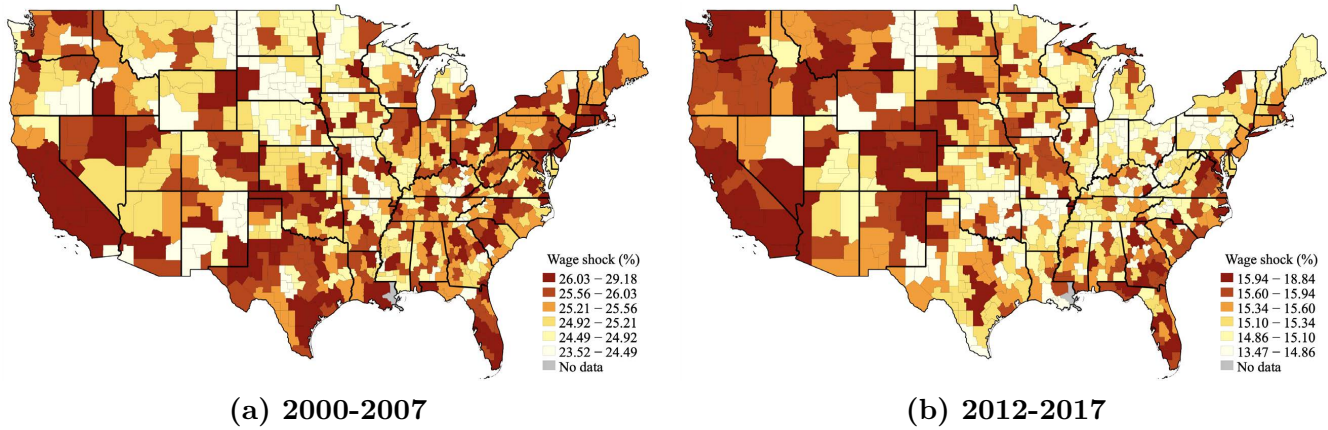 Wage shock (%)
26.03 – 29.18
25.56 – 26.03
25.21 – 25.56
24.92 – 25.21
24.49 – 24.92
23.52 – 24.49
No data
(a) 2000-2007
Wage shock (%)
15.94 – 18.84
15.60 – 15.94
15.34 – 15.60
15.10 – 15.34
14.86 – 15.10
13.47 – 14.86
No data
(b) 2012-2017